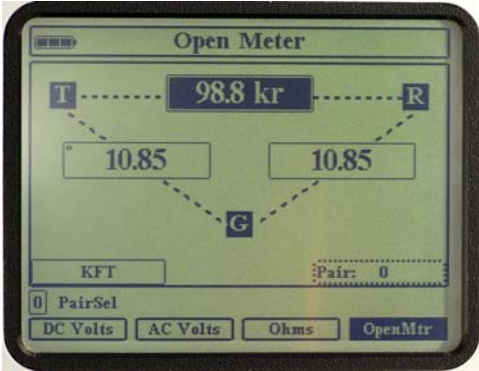 Open Meter
T 98.8 kr R
10.85 10.85
G
KFT Pair: 0
0 PairSel
DC Volts AC Volts Ohms OpenMtr